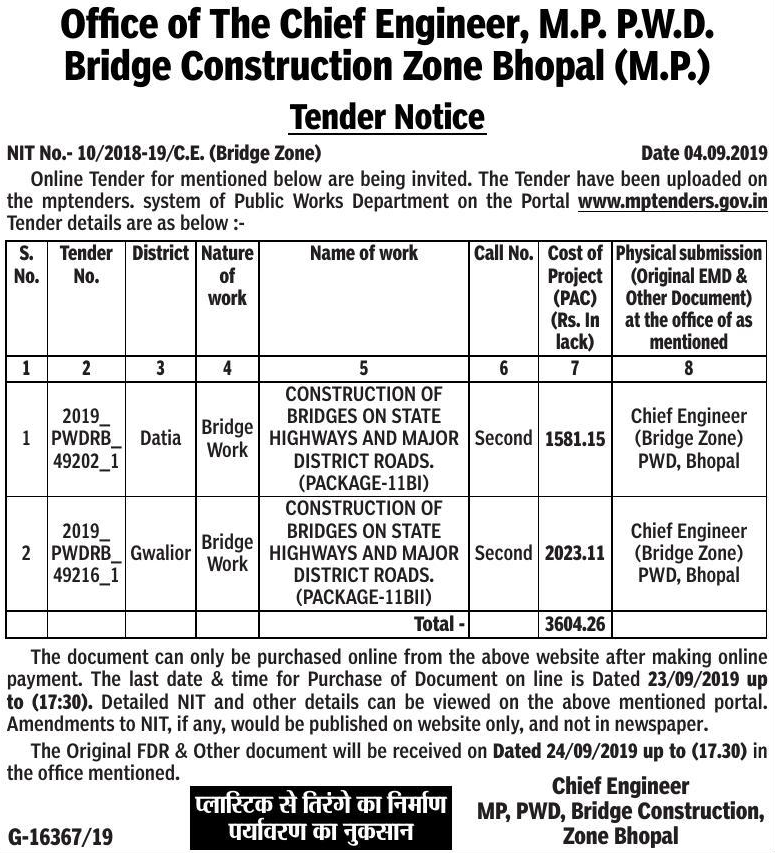 Office of The Chief Engineer, M.P. P.W.D.
Bridge Construction Zone Bhopal (M.P.)
Tender Notice
NIT No.- 10/2018-19/C.E. (Bridge Zone) Date 04.09.2019
Online Tender for mentioned below are being invited. The Tender have been uploaded on
the mptenders. system of Public Works Department on the Portal www.mptenders.gov.in
Tender details are as below :-
S. No. Tender No. District Nature of work Name of work Call No. Cost of Project (PAC) (Rs. In lack) Physical submission (Original EMD & Other Document) at the office of as mentioned
1 2 3 4 5 6 7 8
1 2019_PWDRB_49202_1 Datia Bridge Work CONSTRUCTION OF BRIDGES ON STATE HIGHWAYS AND MAJOR DISTRICT ROADS. (PACKAGE-11BI) Second 1581.15 Chief Engineer (Bridge Zone) PWD, Bhopal
2 2019_PWDRB_49216_1 Gwalior Bridge Work CONSTRUCTION OF BRIDGES ON STATE HIGHWAYS AND MAJOR DISTRICT ROADS. (PACKAGE-11BII) Second 2023.11 Chief Engineer (Bridge Zone) PWD, Bhopal
Total - 3604.26
The document can only be purchased online from the above website after making online
payment. The last date & time for Purchase of Document on line is Dated 23/09/2019 up
to (17:30). Detailed NIT and other details can be viewed on the above mentioned portal.
Amendments to NIT, if any, would be published on website only, and not in newspaper.
The Original FDR & Other document will be received on Dated 24/09/2019 up to (17.30) in
the office mentioned.
Chief Engineer
MP, PWD, Bridge Construction,
Zone Bhopal
प्लास्टिक से तिरंगे का निर्माण
पर्यावरण का नुकसान
G-16367/19